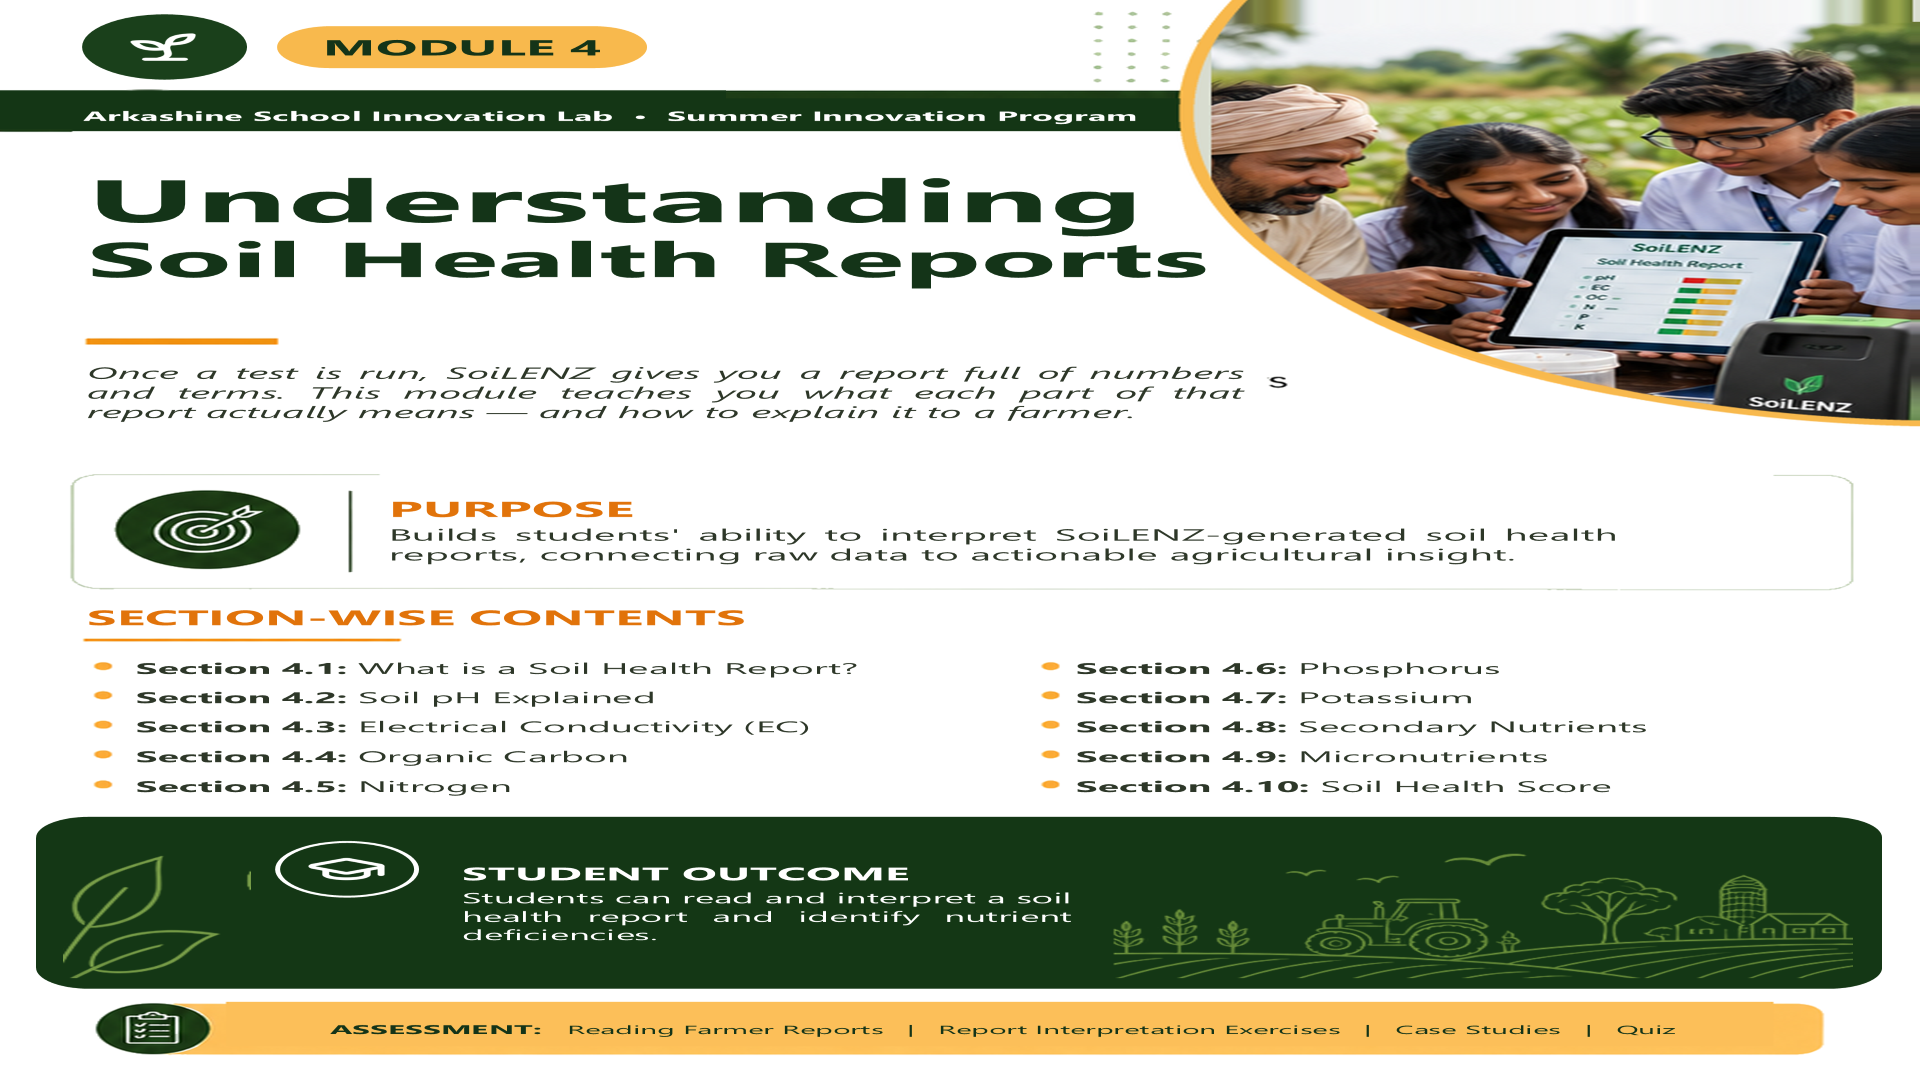 MODULE 4
Arkashine School Innovation Lab • Summer Innovation Program
Understanding
Soil Health Reports
Once a test is run, SoiLENZ gives you a report full of numbers
and terms. This module teaches you what each part of that
report actually means — and how to explain it to a farmer.
s
SoiLENZ
Soil Health Report
pH
EC
OC
N
P
K
SoiLENZ
PURPOSE
Builds students' ability to interpret SoiLENZ-generated soil health
reports, connecting raw data to actionable agricultural insight.
SECTION-WISE CONTENTS
Section 4.1: What is a Soil Health Report?
Section 4.2: Soil pH Explained
Section 4.3: Electrical Conductivity (EC)
Section 4.4: Organic Carbon
Section 4.5: Nitrogen
Section 4.6: Phosphorus
Section 4.7: Potassium
Section 4.8: Secondary Nutrients
Section 4.9: Micronutrients
Section 4.10: Soil Health Score
STUDENT OUTCOME
Students can read and interpret a soil
health report and identify nutrient
deficiencies.
ASSESSMENT: Reading Farmer Reports | Report Interpretation Exercises | Case Studies | Quiz